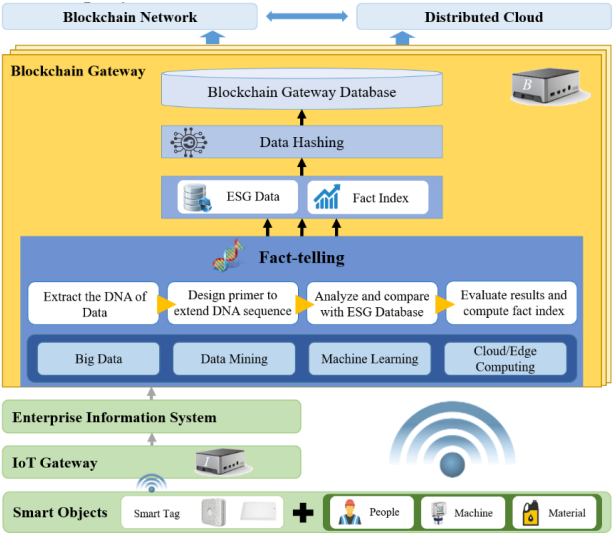 Blockchain Network
Distributed Cloud
Blockchain Gateway
B
Blockchain Gateway Database
Data Hashing
ESG Data
Fact Index
Fact-telling
Extract the DNA of
Data
Design primer to
extend DNA sequence
Analyze and compare
with ESG Database
Evaluate results and
compute fact index
Big Data
Data Mining
Machine Learning
Cloud/Edge
Computing
Enterprise Information System
IoT Gateway
I
Smart Objects
Smart Tag
People
Machine
Material